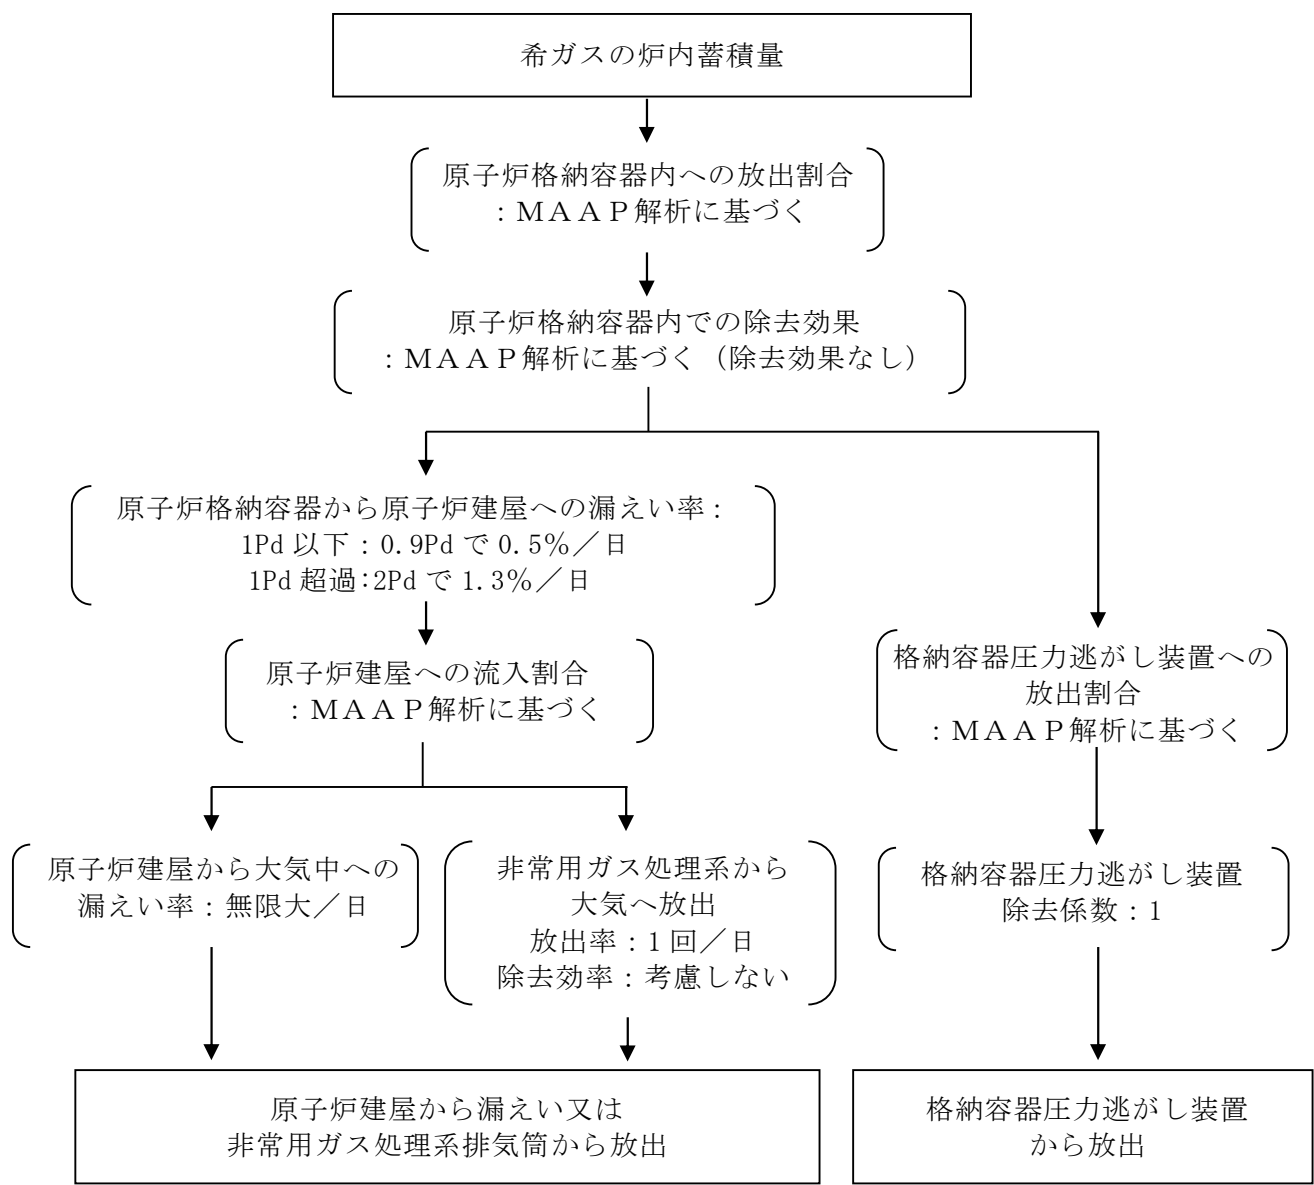 希ガスの炉内蓄積量
原子炉格納容器内への放出割合
：ＭＡＡＰ解析に基づく
原子炉格納容器内での除去効果
：ＭＡＡＰ解析に基づく（除去効果なし）
原子炉格納容器から原子炉建屋への漏えい率：
1Pd 以下：0.9Pd で 0.5％／日
1Pd 超過：2Pd で 1.3％／日
原子炉建屋への流入割合
：ＭＡＡＰ解析に基づく
格納容器圧力逃がし装置への
放出割合
：ＭＡＡＰ解析に基づく
原子炉建屋から大気中への
漏えい率：無限大／日
非常用ガス処理系から
大気へ放出
放出率：1 回／日
除去効率：考慮しない
格納容器圧力逃がし装置
除去係数：1
原子炉建屋から漏えい又は
非常用ガス処理系排気筒から放出
格納容器圧力逃がし装置
から放出